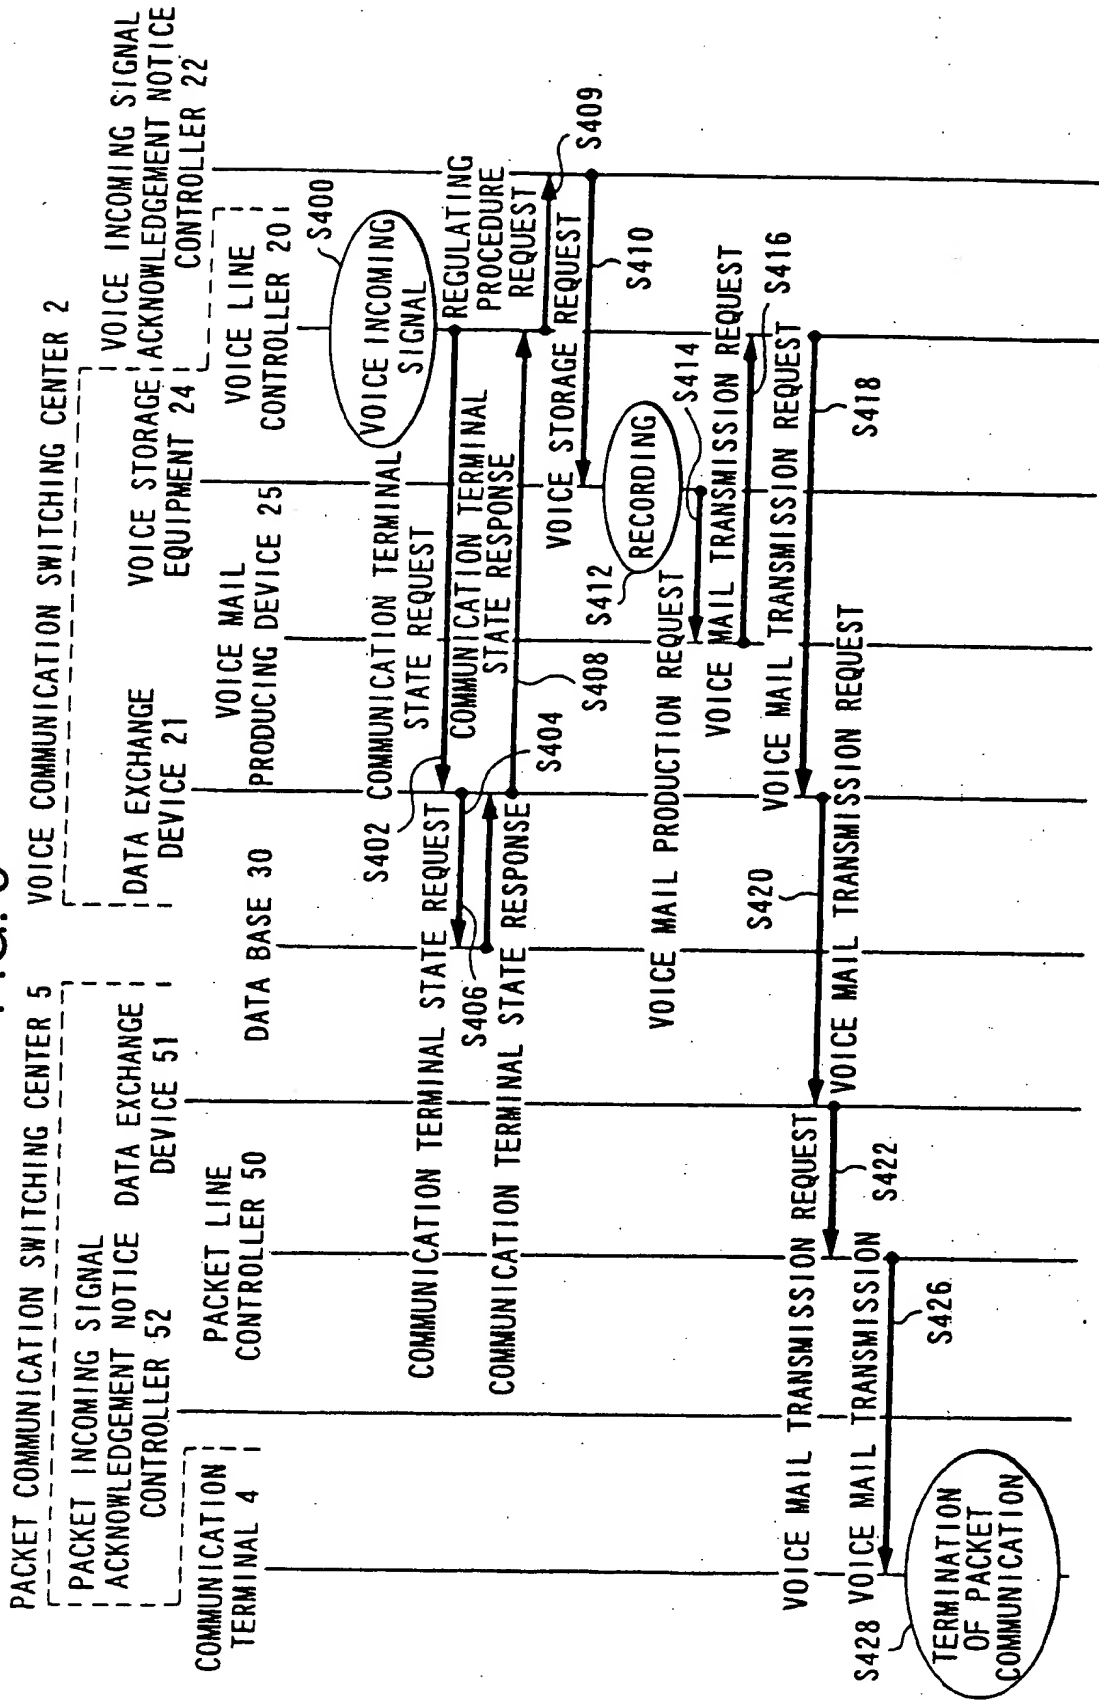 PACKET COMMUNICATION SWITCHING CENTER 5
VOICE COMMUNICATION SWITCHING CENTER 2
PACKET INCOMING SIGNAL
ACKNOWLEDGEMENT NOTICE
CONTROLLER 52
DATA EXCHANGE
DEVICE 51
DATA EXCHANGE
DEVICE 21
VOICE STORAGE
EQUIPMENT 24
VOICE INCOMING SIGNAL
ACKNOWLEDGEMENT NOTICE
CONTROLLER 22
COMMUNICATION
TERMINAL 4
PACKET LINE
CONTROLLER 50
DATA BASE 30
VOICE MAIL
PRODUCING DEVICE 25
VOICE LINE
CONTROLLER 20
S400
VOICE INCOMING
SIGNAL
COMMUNICATION TERMINAL
STATE REQUEST
S402
COMMUNICATION TERMINAL STATE REQUEST
S404
S406
COMMUNICATION TERMINAL STATE RESPONSE
COMMUNICATION TERMINAL
STATE RESPONSE
S408
REGULATING
PROCEDURE
REQUEST
S409
VOICE STORAGE REQUEST
S410
S412
RECORDING
VOICE MAIL PRODUCTION REQUEST
S414
VOICE MAIL TRANSMISSION REQUEST
S416
VOICE MAIL TRANSMISSION REQUEST
S418
S420
VOICE MAIL TRANSMISSION REQUEST
VOICE MAIL TRANSMISSION REQUEST
S422
VOICE MAIL TRANSMISSION
S426
S428
TERMINATION
OF PACKET
COMMUNICATION